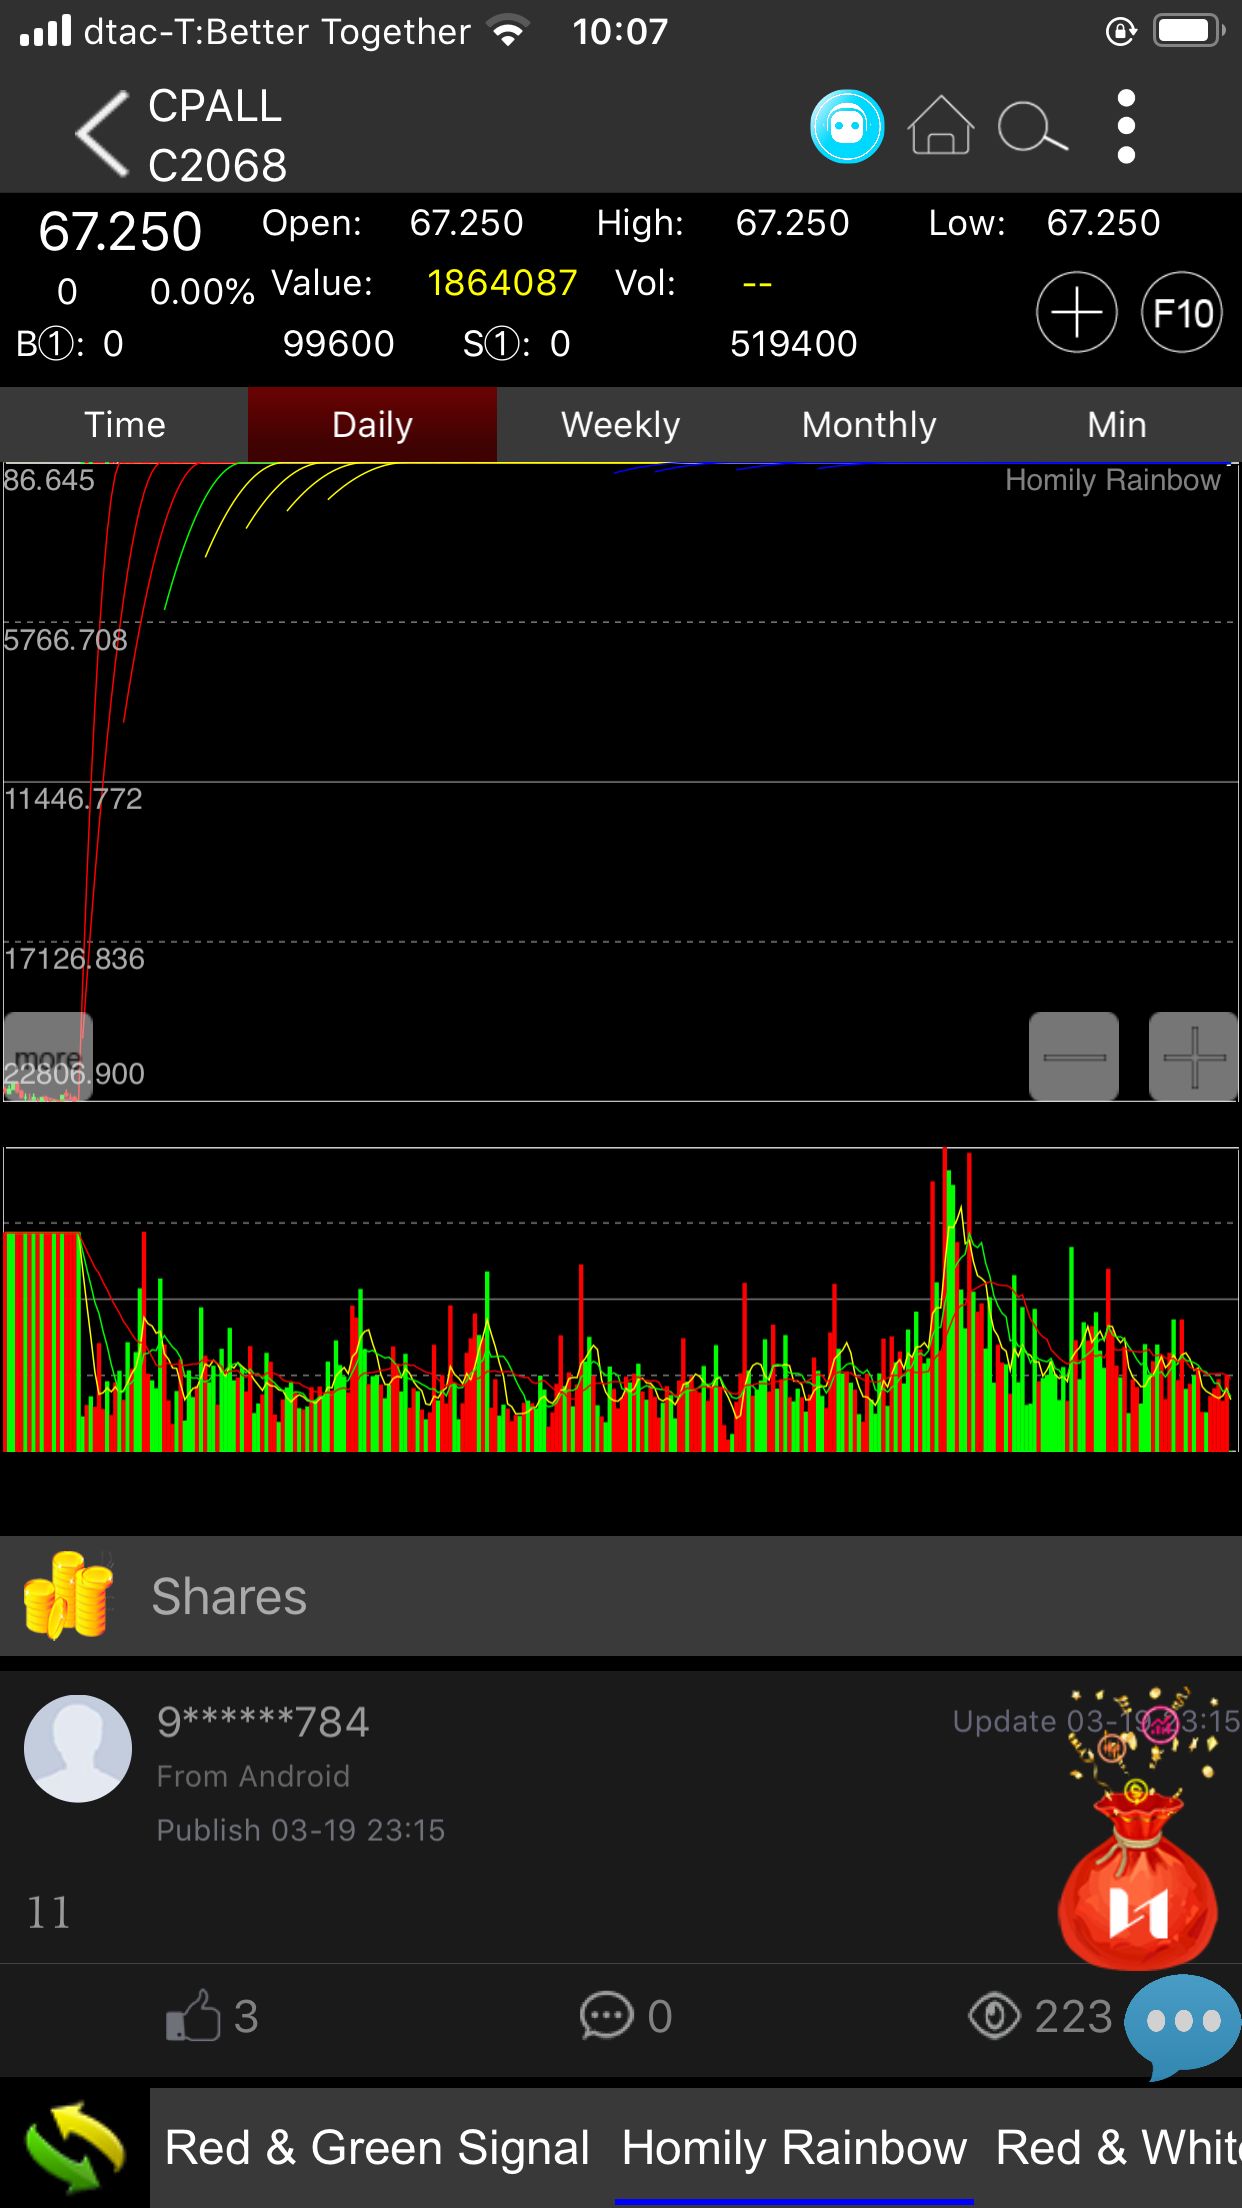 dtac-T:Better Together 10:07
CPALL
C2068
67.250 Open: 67.250 High: 67.250 Low: 67.250
0 0.00% Value: 1864087 Vol: --
B①: 0 99600 S①: 0 519400
F10
Time Daily Weekly Monthly Min
86.645 Homily Rainbow
5766.708
11446.772
17126.836
more
22806.900
Shares
9******784
Update 03-19 23:15
From Android
Publish 03-19 23:15
11
3 0 223
Red & Green Signal Homily Rainbow Red & White